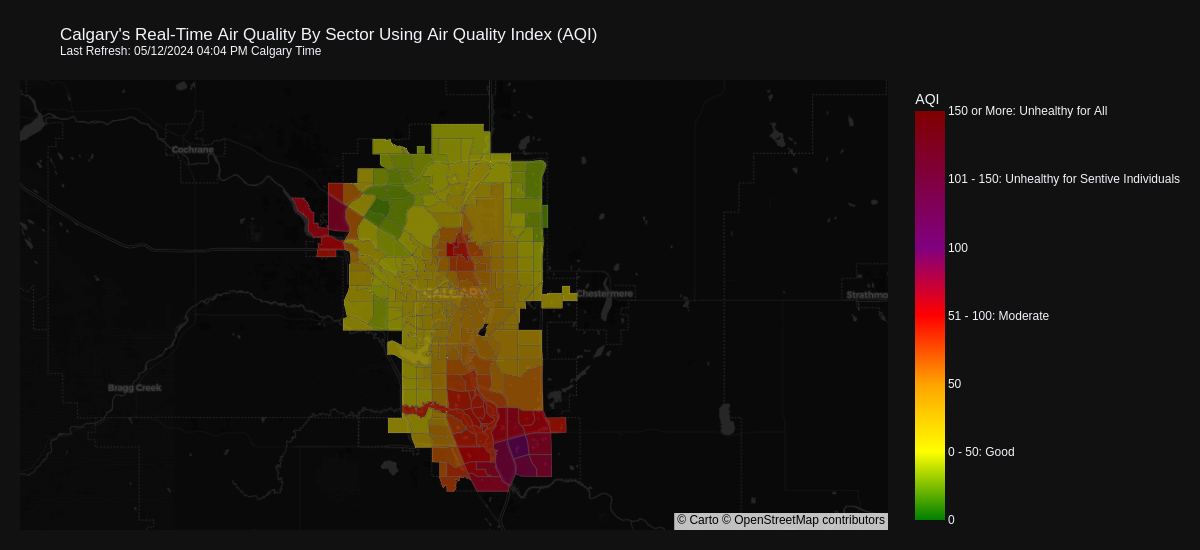 Calgary's Real-Time Air Quality By Sector Using Air Quality Index (AQI)
Last Refresh: 05/12/2024 04:04 PM Calgary Time
AQI
150 or More: Unhealthy for All
Cochrane
101 - 150: Unhealthy for Sentive Individuals
100
CALGARY
Chestermere
Strathmo
51 - 100: Moderate
Bragg Creek
50
0 - 50: Good
0
© Carto © OpenStreetMap contributors